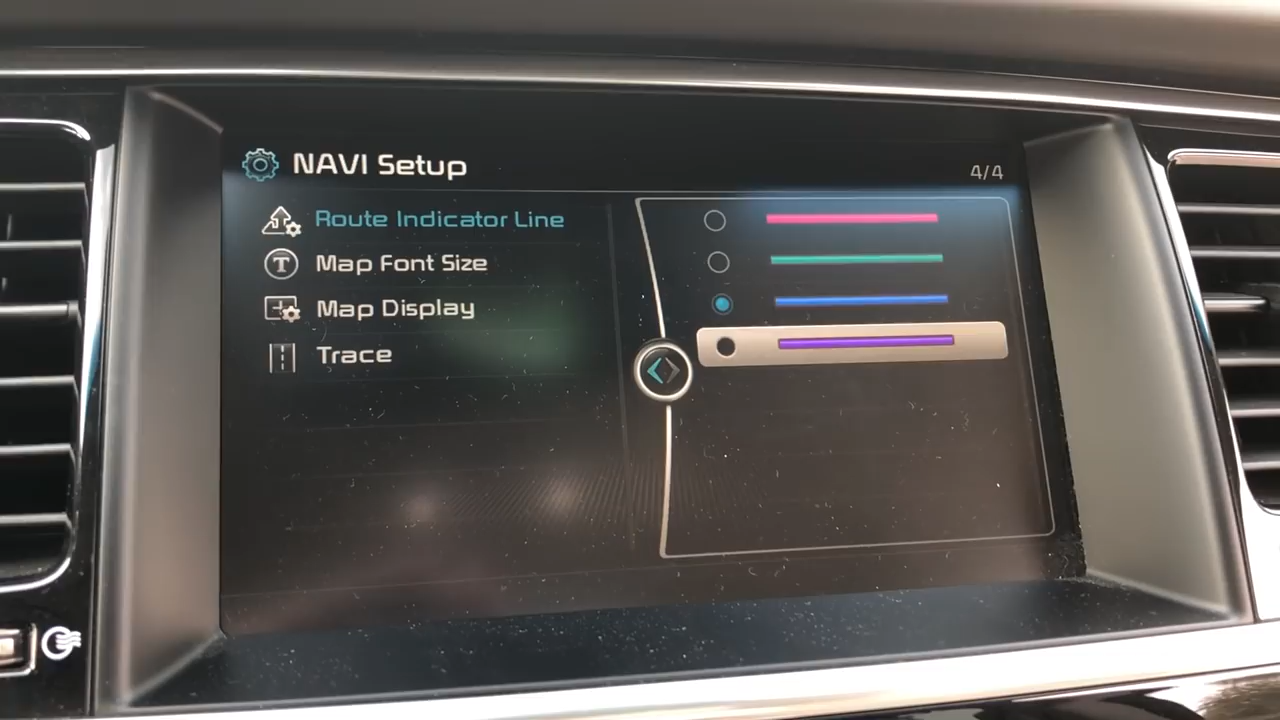 NAVI Setup
4/4
Route Indicator Line
Map Font Size
Map Display
Trace